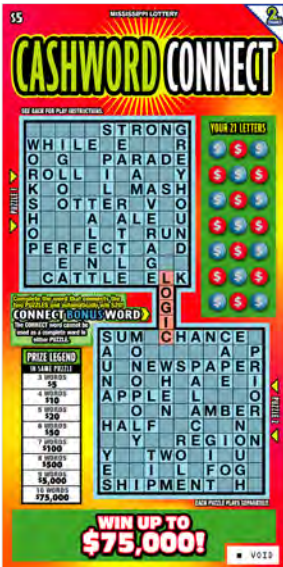 $5
MISSISSIPPI LOTTERY
2
CASHWORD CONNECT
SEE BACK FOR PLAY INSTRUCTIONS.
YOUR 21 LETTERS
PUZZLE 1
STRONG
WHILE E R
O G PARADE
ROLL I A Y
K O L MASH
S OTTER V O
H A ALE U
O L T RUN
PERFECT A D
E N L G
CATTLE E K
L
O
G
I
C
Complete the word that connects the
two PUZZLES and automatically win $20!
CONNECT BONUS WORD
The CONNECT word cannot be
used as a complete word in
either PUZZLE.
SUM CHANCE
A O A P
U NEWSPAPER
N O H A E I
APPLE L O
O N AMBER
HALF C N
Y REGION
Y TWO I U
E I L FOG
SHIPMENT H
PUZZLE 2
PRIZE LEGEND
IN SAME PUZZLE
3 WORDS
$5
4 WORDS
$10
5 WORDS
$20
6 WORDS
$50
7 WORDS
$100
8 WORDS
$500
9 WORDS
$5,000
10 WORDS
$75,000
EACH PUZZLE PLAYS SEPARATELY.
WIN UP TO
$75,000!
VOID